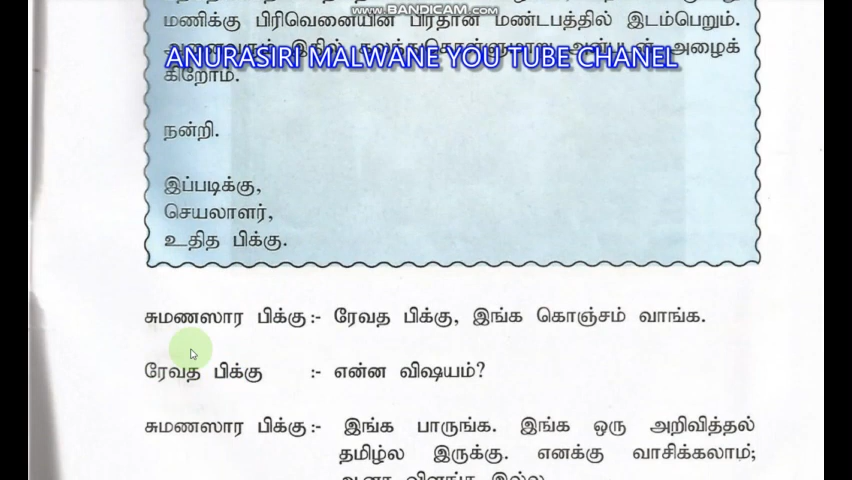 www.BANDICAM.com
மணிக்கு பிரிவெனையின் பிரதான மண்டபத்தில் இடம்பெறும்.
அழைக்
ANURASIRI MALWANE YOU TUBE CHANEL
கிறோம்.
நன்றி.
இப்படிக்கு,
செயலாளர்,
உதித பிக்கு.
சுமணஸார பிக்கு:- ரேவத பிக்கு, இங்க கொஞ்சம் வாங்க.
ரேவத பிக்கு :- என்ன விஷயம்?
சுமணஸார பிக்கு:- இங்க பாருங்க. இங்க ஒரு அறிவித்தல்
தமிழ்ல இருக்கு. எனக்கு வாசிக்கலாம்;